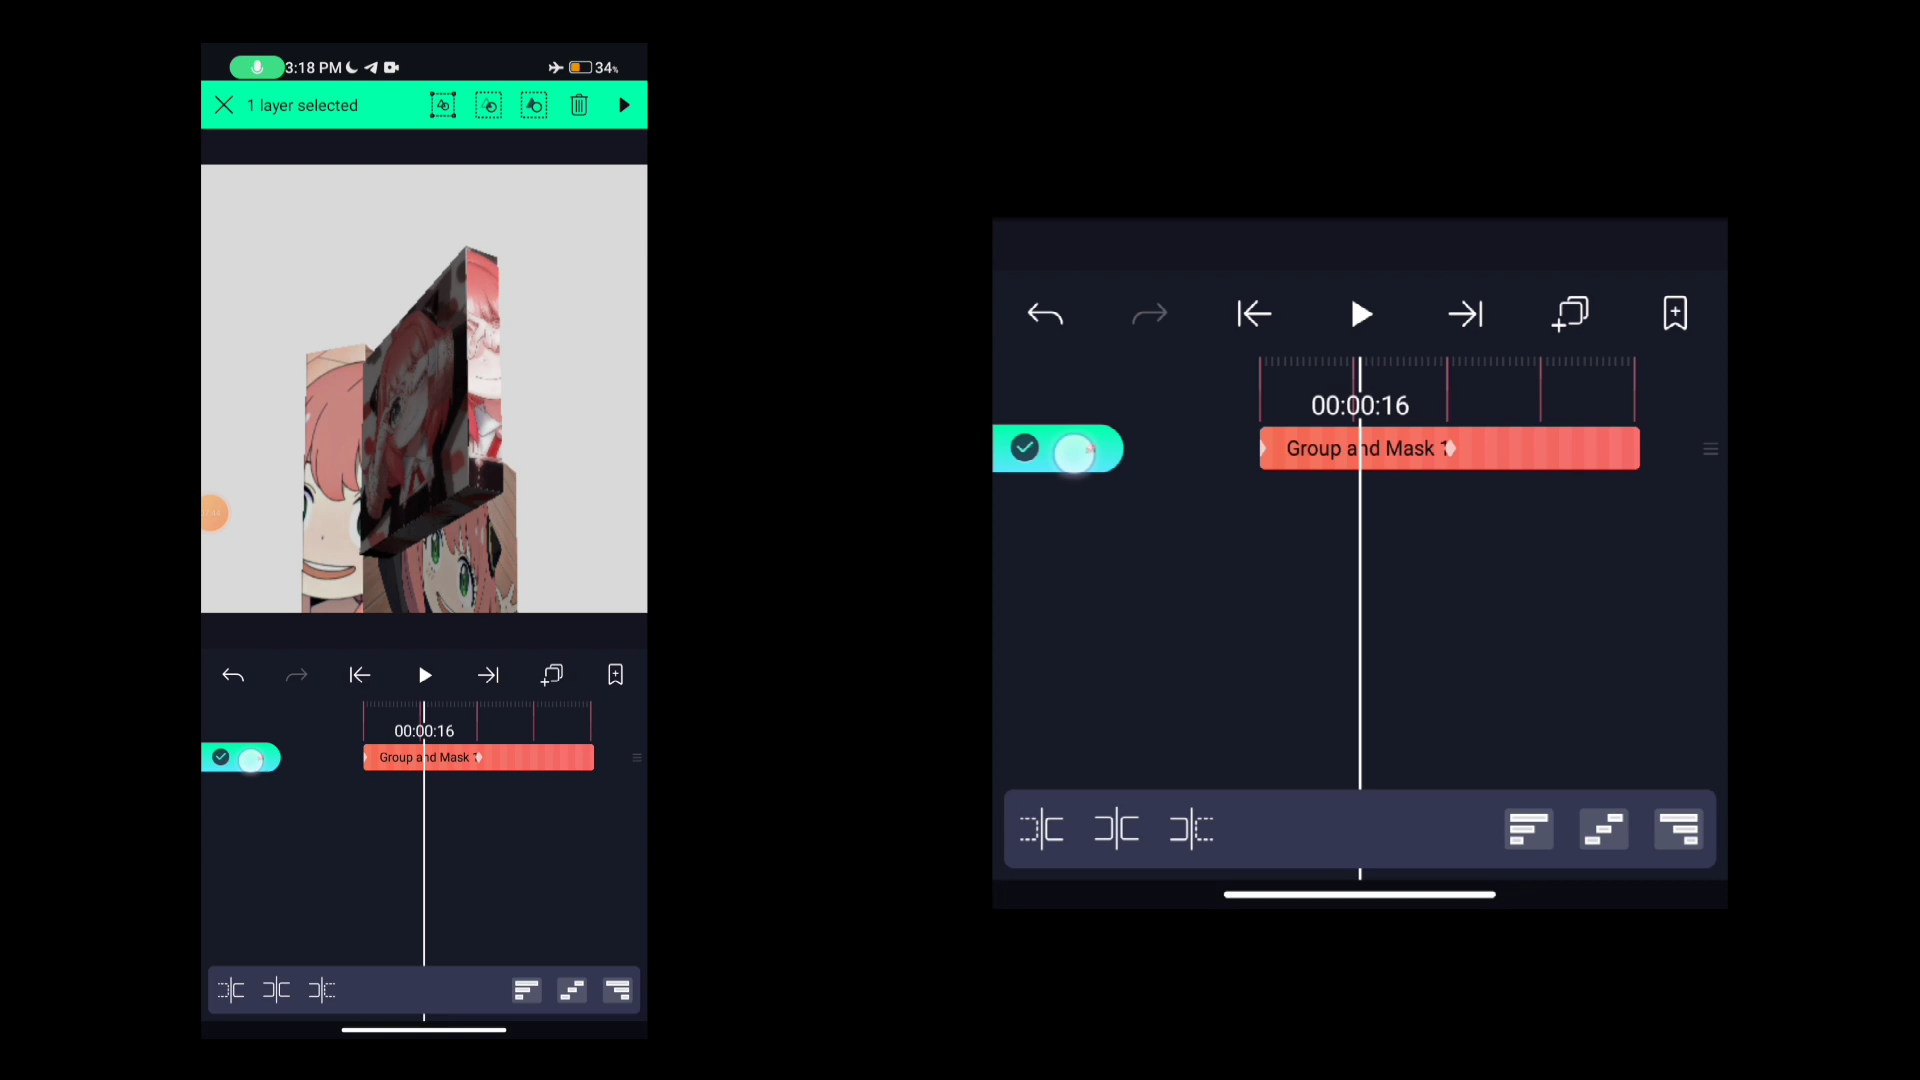 3:18 PM
34%
1 layer selected
00:00:16
Group and Mask 1
00:00:16
Group and Mask 1